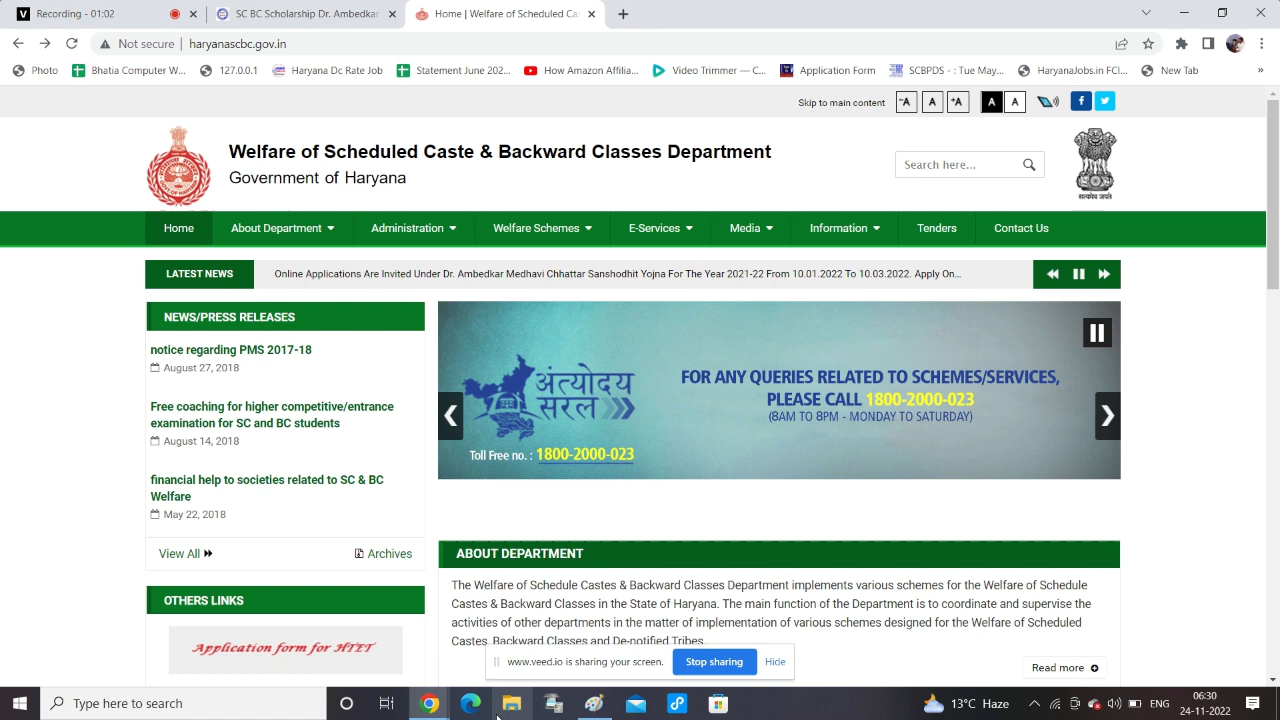 Recording - 01:02
SC BC Scholarship Dr. Ambedkar
Home | Welfare of Scheduled Cas
Not secure | haryanascbc.gov.in
Photo
Bhatia Computer W...
127.0.0.1
Haryana Dc Rate Job
Statement June 202...
How Amazon Affilia...
Video Trimmer — C...
Application Form
SCBPDS - : Tue May...
HaryanaJobs.in FCI...
New Tab
»
Skip to main content
-A
A
+A
A
A
Welfare of Scheduled Caste & Backward Classes Department
Government of Haryana
Search here...
सत्यमेव जयते
Home
About Department
Administration
Welfare Schemes
E-Services
Media
Information
Tenders
Contact Us
LATEST NEWS
Online Applications Are Invited Under Dr. Ambedkar Medhavi Chhattar Sanshodhit Yojna For The Year 2021-22 From 10.01.2022 To 10.03.2022. Apply On...
NEWS/PRESS RELEASES
notice regarding PMS 2017-18
August 27, 2018
Free coaching for higher competitive/entrance
examination for SC and BC students
August 14, 2018
financial help to societies related to SC & BC
Welfare
May 22, 2018
View All
Archives
OTHERS LINKS
Application form for HTET
अंत्योदय
सरल
Toll Free no. : 1800-2000-023
FOR ANY QUERIES RELATED TO SCHEMES/SERVICES,
PLEASE CALL 1800-2000-023
(8AM TO 8PM - MONDAY TO SATURDAY)
ABOUT DEPARTMENT
The Welfare of Schedule Castes & Backward Classes Department implements various schemes for the Welfare of Schedule
Castes & Backward Classes in the State of Haryana. The main function of the Department is to coordinate and supervise the
activities of other departments in the matter of implementation of various schemes designed for the Welfare of Scheduled
Castes, Backward Classes and De-notified Tribes.
Read more
www.veed.io is sharing your screen.
Stop sharing
Hide
Type here to search
13°C Haze
ENG
06:30
24-11-2022